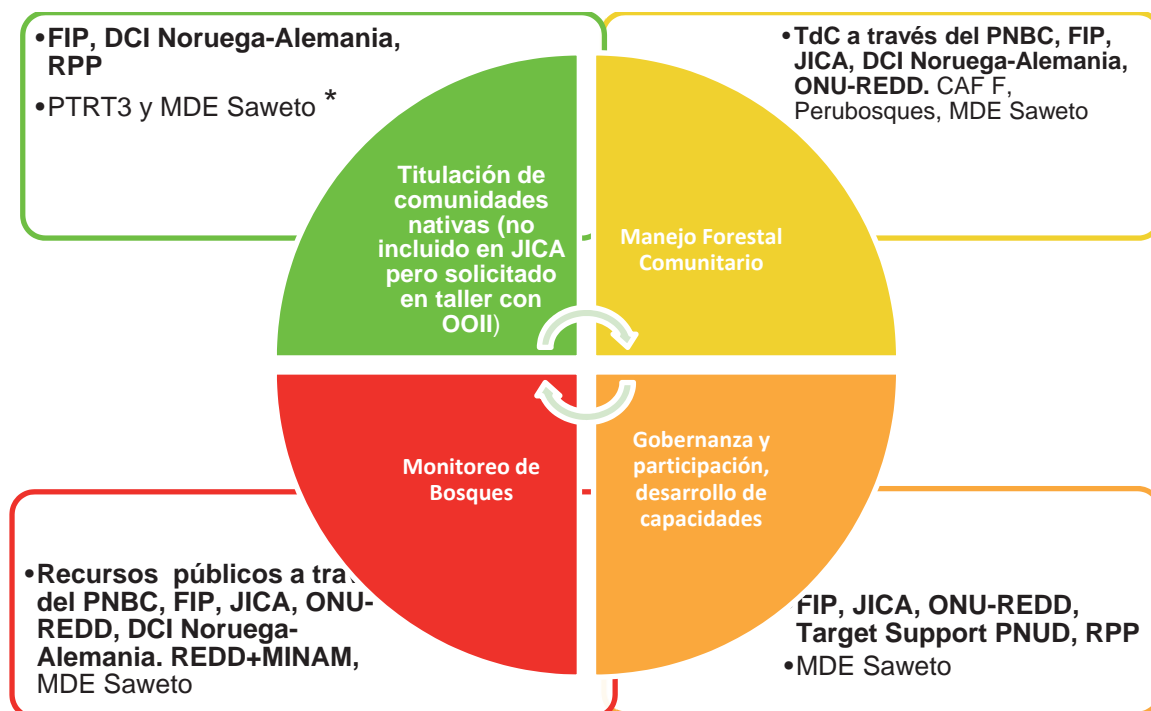 •FIP, DCI Noruega-Alemania,
RPP
•PTRT3 y MDE Saweto *
•TdC a través del PNBC, FIP,
JICA, DCI Noruega-Alemania,
ONU-REDD. CAF F,
Perubosques, MDE Saweto
Titulación de
comunidades
nativas (no
incluido en JICA
pero solicitado
en taller con
OOII)
Manejo Forestal
Comunitario
Monitoreo de
Bosques
Gobernanza y
participación,
desarrollo de
capacidades
•Recursos públicos a
del PNBC, FIP, JICA, ONU-
REDD, DCI Noruega-
Alemania. REDD+MINAM,
MDE Saweto
FIP, JICA, ONU-REDD,
Target Support PNUD, RPP
•MDE Saweto